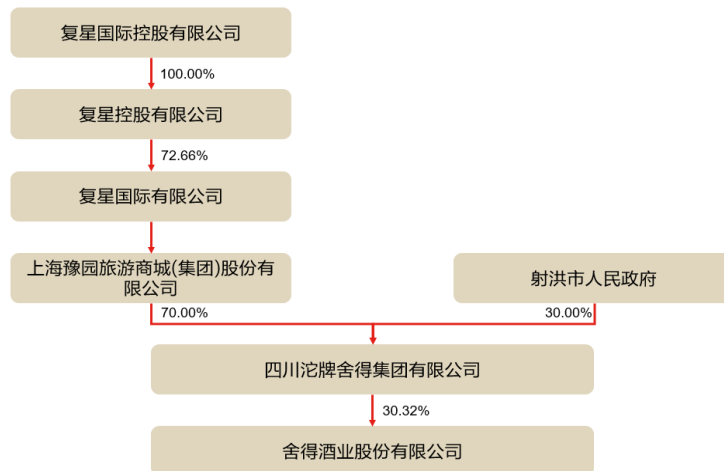 复星国际控股有限公司
100.00%
复星控股有限公司
72.66%
复星国际有限公司
上海豫园旅游商城(集团)股份有
限公司
射洪市人民政府
70.00%
30.00%
四川沱牌舍得集团有限公司
30.32%
舍得酒业股份有限公司